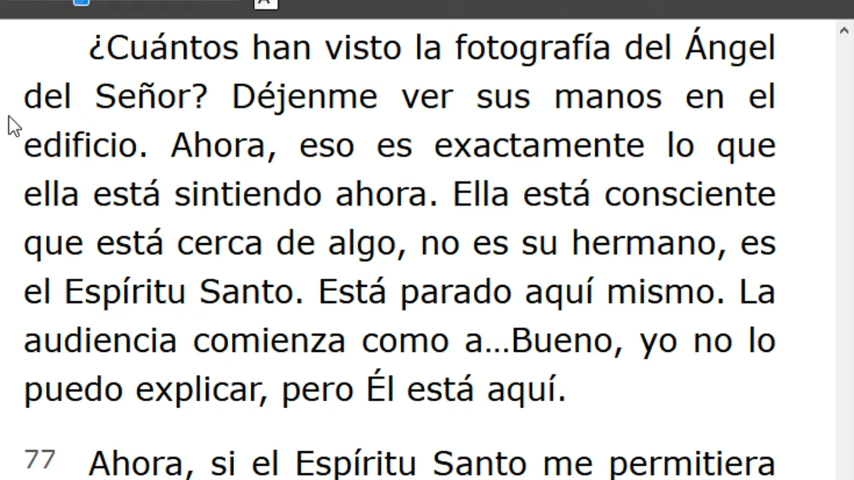 ¿Cuántos han visto la fotografía del Ángel
del Señor? Déjenme ver sus manos en el
edificio. Ahora, eso es exactamente lo que
ella está sintiendo ahora. Ella está consciente
que está cerca de algo, no es su hermano, es
el Espíritu Santo. Está parado aquí mismo. La
audiencia comienza como a...Bueno, yo no lo
puedo explicar, pero Él está aquí.
77 Ahora, si el Espíritu Santo me permitiera